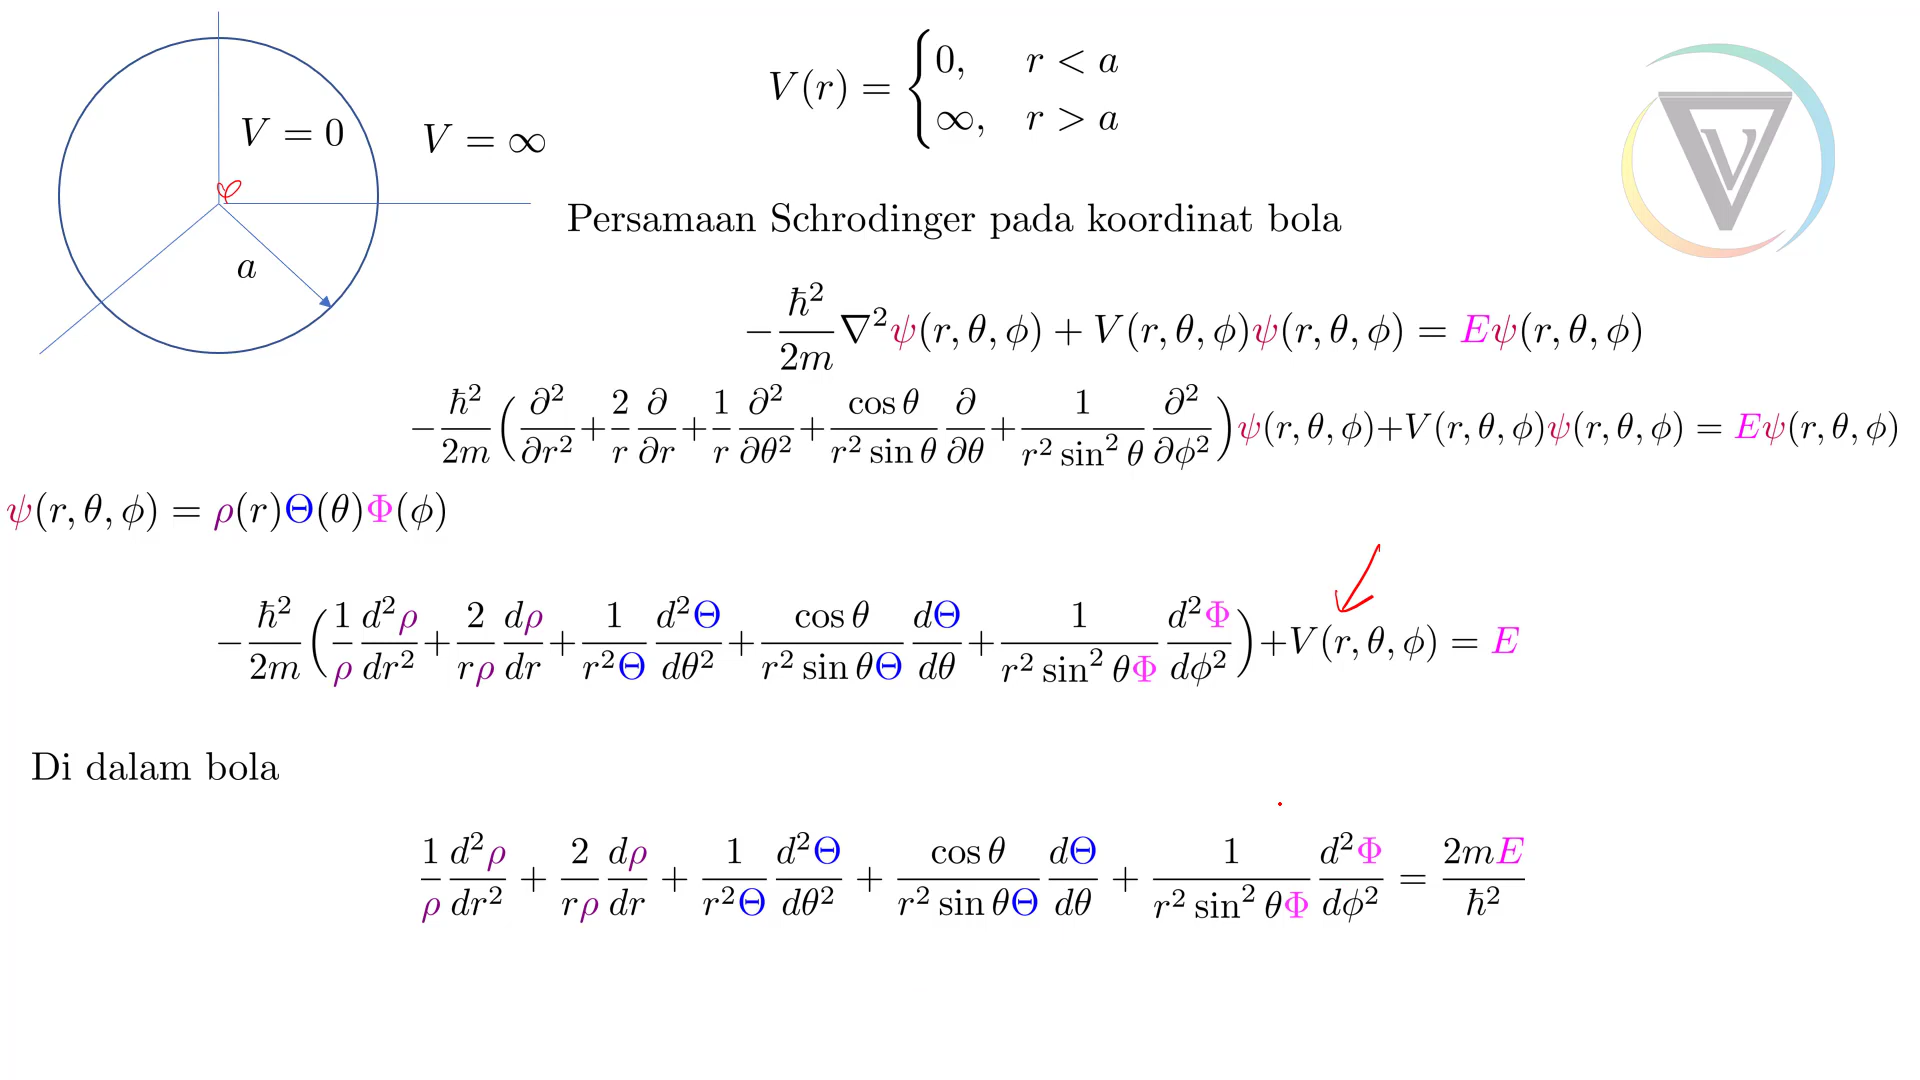 V(r) = { 0, r < a
∞, r > a
V = 0
V = ∞
a
V
Persamaan Schrodinger pada koordinat bola
−ħ²/2m ∇²ψ(r, θ, ϕ) + V(r, θ, ϕ)ψ(r, θ, ϕ) = Eψ(r, θ, ϕ)
−ħ²/2m (∂²/∂r² + 2/r ∂/∂r + 1/r ∂²/∂θ² + cos θ/(r² sin θ) ∂/∂θ + 1/(r² sin² θ) ∂²/∂ϕ²)ψ(r, θ, ϕ)+V(r, θ, ϕ)ψ(r, θ, ϕ) = Eψ(r, θ, ϕ)
ψ(r, θ, ϕ) = ρ(r)Θ(θ)Φ(ϕ)
−ħ²/2m (1/ρ d²ρ/dr² + 2/(rρ) dρ/dr + 1/(r²Θ) d²Θ/dθ² + cos θ/(r² sin θΘ) dΘ/dθ + 1/(r² sin² θΦ) d²Φ/dϕ²)+V(r, θ, ϕ) = E
Di dalam bola
1/ρ d²ρ/dr² + 2/(rρ) dρ/dr + 1/(r²Θ) d²Θ/dθ² + cos θ/(r² sin θΘ) dΘ/dθ + 1/(r² sin² θΦ) d²Φ/dϕ² = 2mE/ħ²